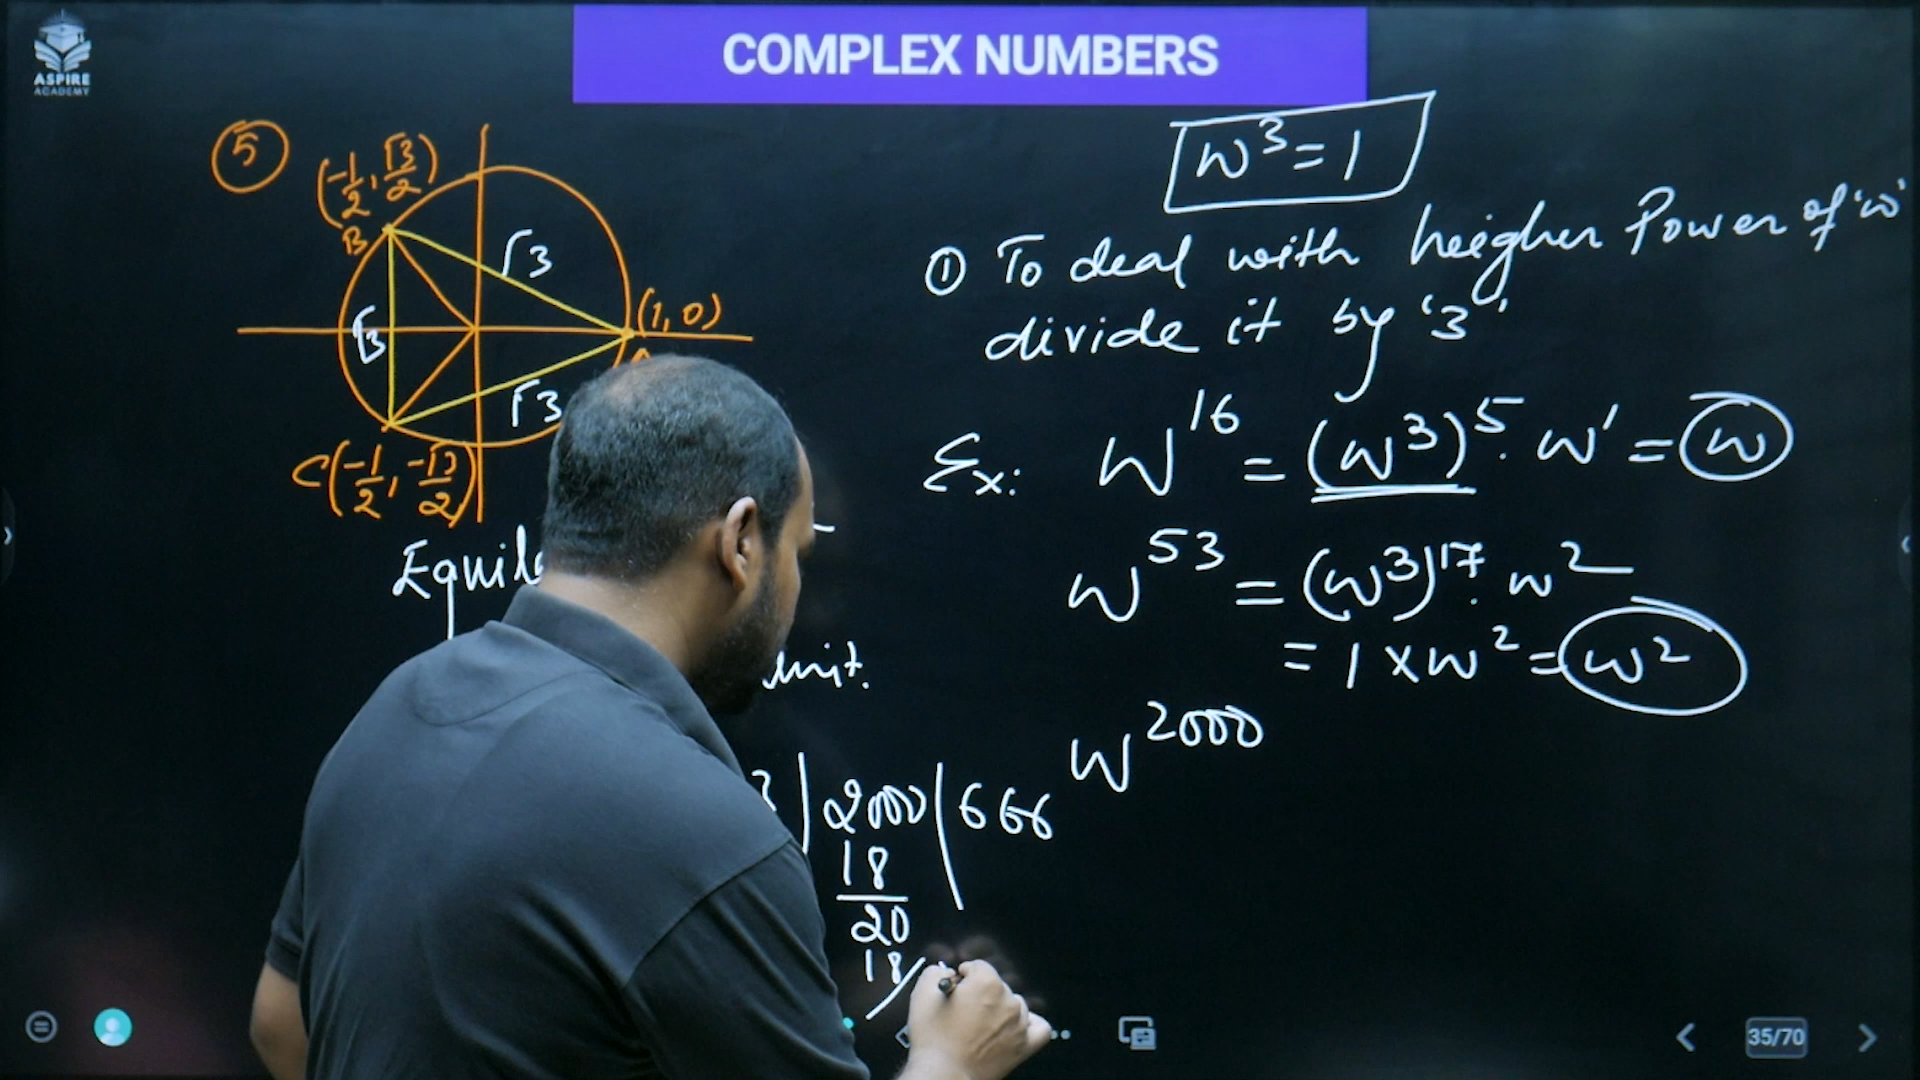 ASPIRE
ACADEMY
COMPLEX NUMBERS
5
(-1/2, √3/2)
B
√3
(1, 0)
√3
√3
C(-1/2, -√3/2)
unit.
2000 | 666
18
20
18
w³ = 1
① To deal with heigher Power of 'w'
divide it by '3'
Ex: w¹⁶ = (w³)⁵ . w¹ = w
w⁵³ = (w³)¹⁷ . w²
= 1 × w² = w²
w²⁰⁰⁰
35/70